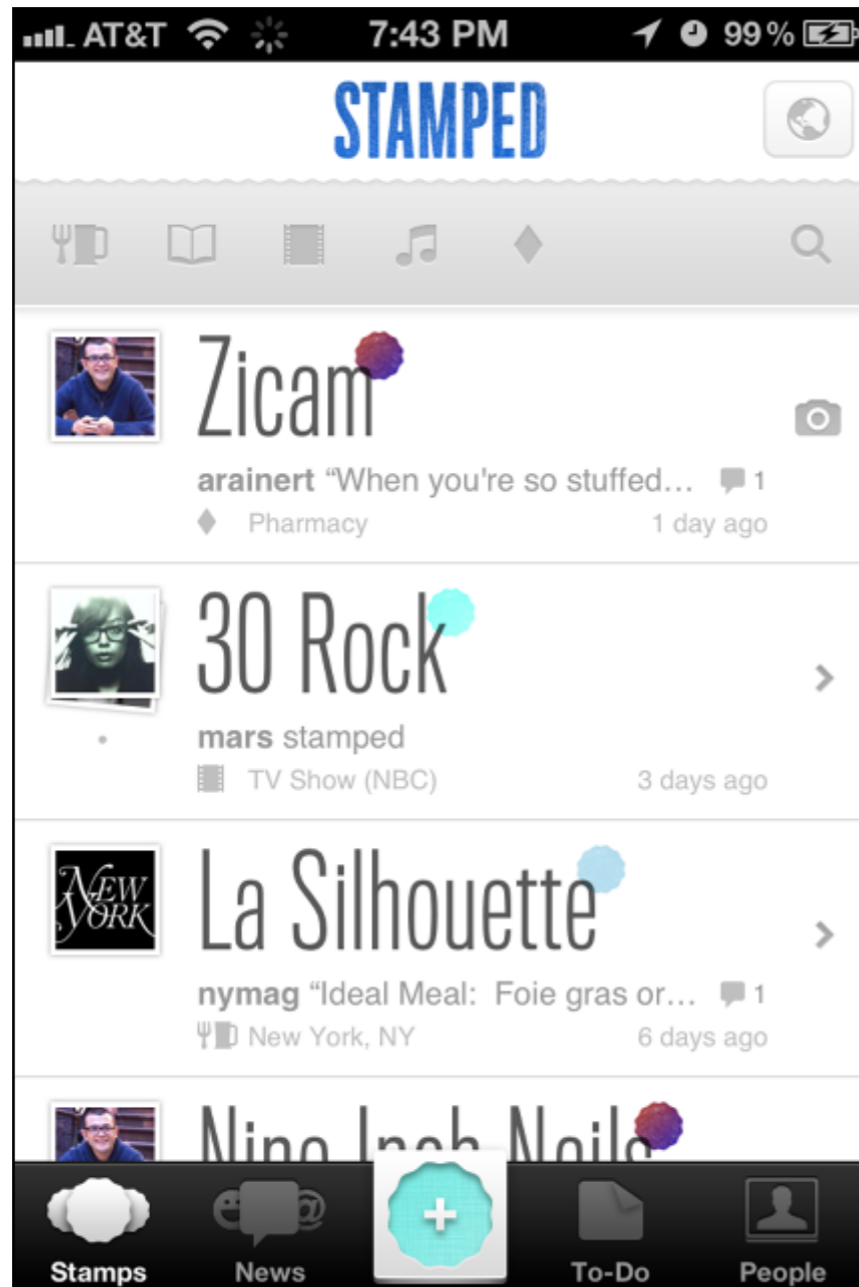 AT&T 7:43 PM 99%
STAMPED
Zicam
arainert “When you're so stuffed... 1
Pharmacy 1 day ago
30 Rock
mars stamped
TV Show (NBC) 3 days ago
NEW YORK
La Silhouette
nymag “Ideal Meal:  Foie gras or... 1
New York, NY 6 days ago
Nine Inch Nails
@
+
Stamps News To-Do People